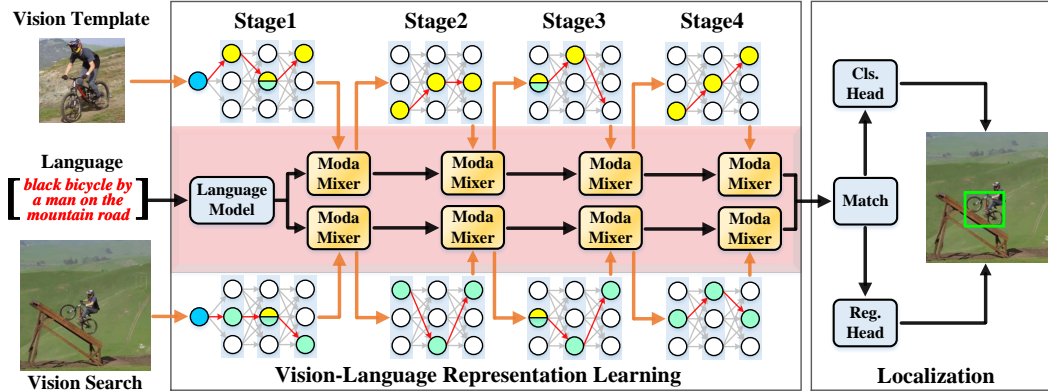 Vision Template
Stage1
Stage2
Stage3
Stage4
Cls.
Head
Language
[ black bicycle by
a man on the
mountain road ]
Language
Model
Moda
Mixer
Moda
Mixer
Moda
Mixer
Moda
Mixer
Moda
Mixer
Moda
Mixer
Moda
Mixer
Moda
Mixer
Match
Reg.
Head
Vision Search
Vision-Language Representation Learning
Localization